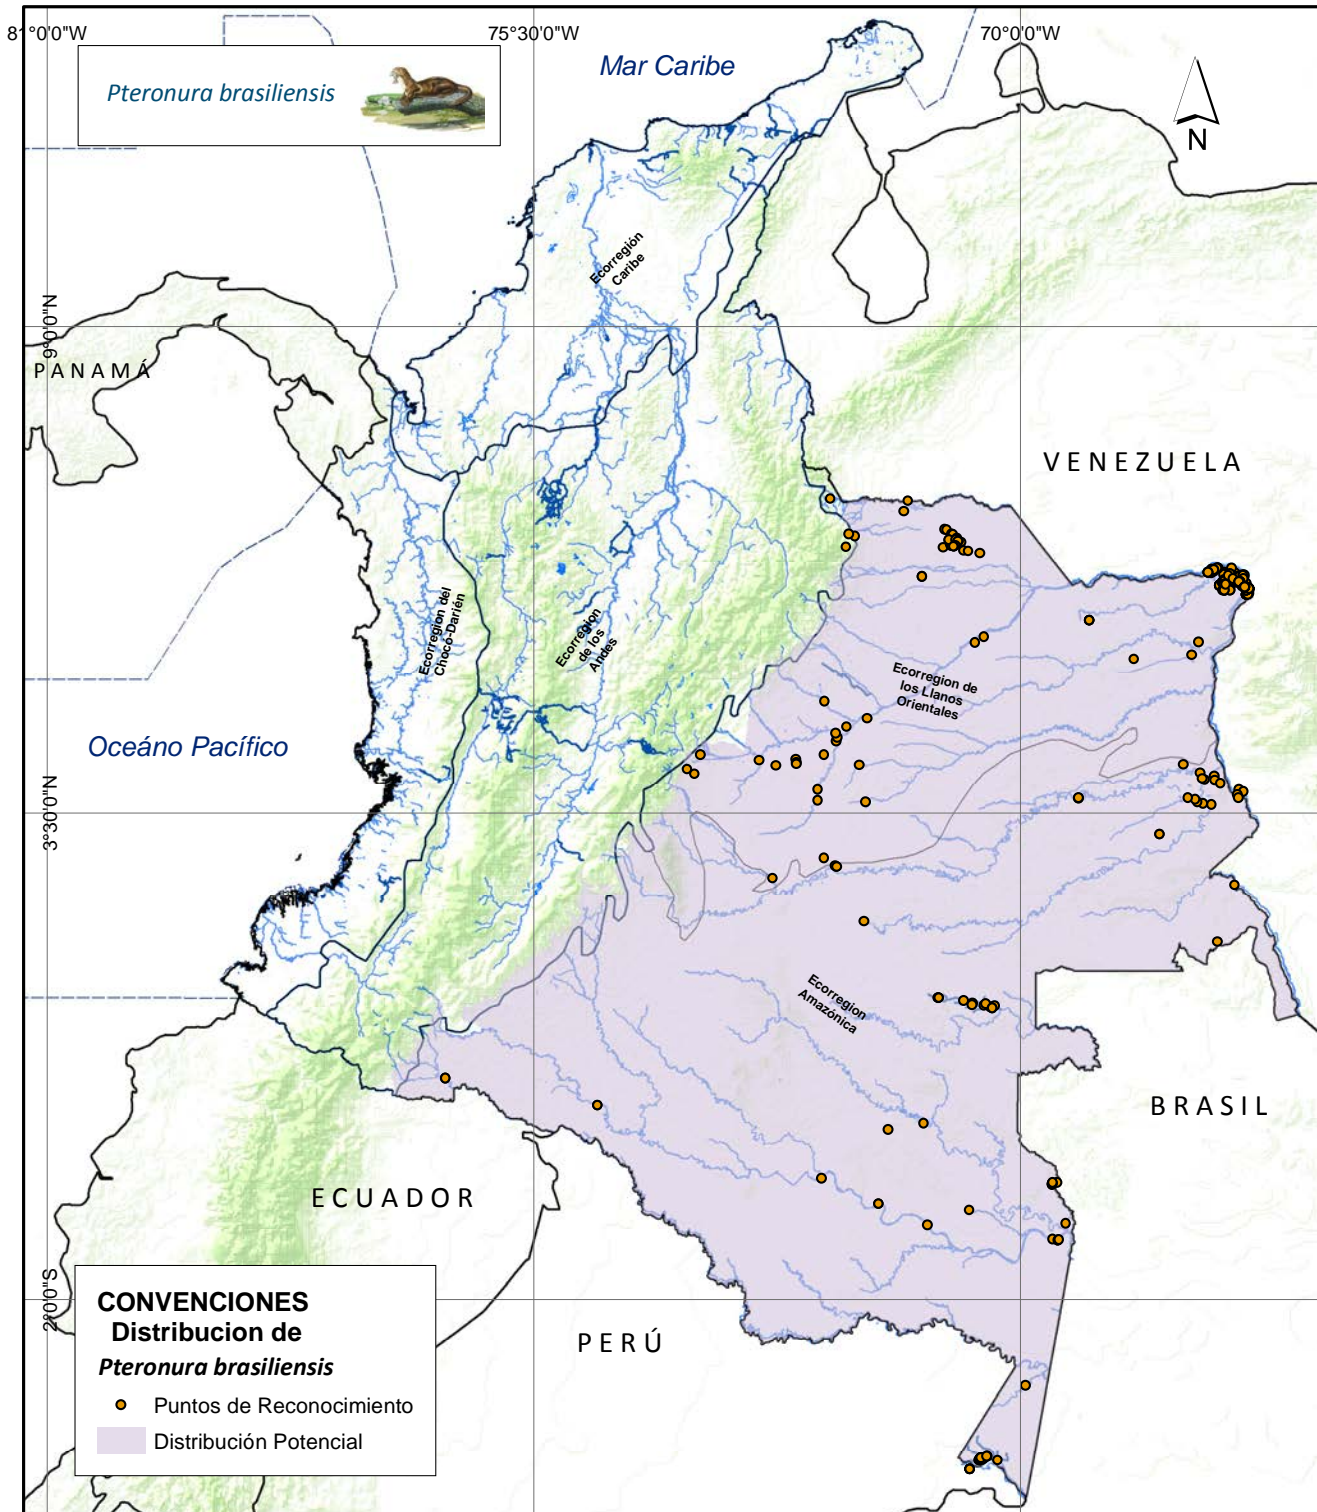 81°0'0"W
75°30'0"W
70°0'0"W
Pteronura brasiliensis
Mar Caribe
N
Ecorregión
Caribe
9°0'0"N
PANAMÁ
VENEZUELA
Ecorregion del
Chocó-Darién
Ecorregion
de los
Andes
Ecorregion de
los Llanos
Orientales
Oceáno Pacífico
3°30'0"N
Ecorregion
Amazónica
BRASIL
ECUADOR
2°0'0"S
PERÚ
CONVENCIONES
Distribucion de
Pteronura brasiliensis
Puntos de Reconocimiento
Distribución Potencial